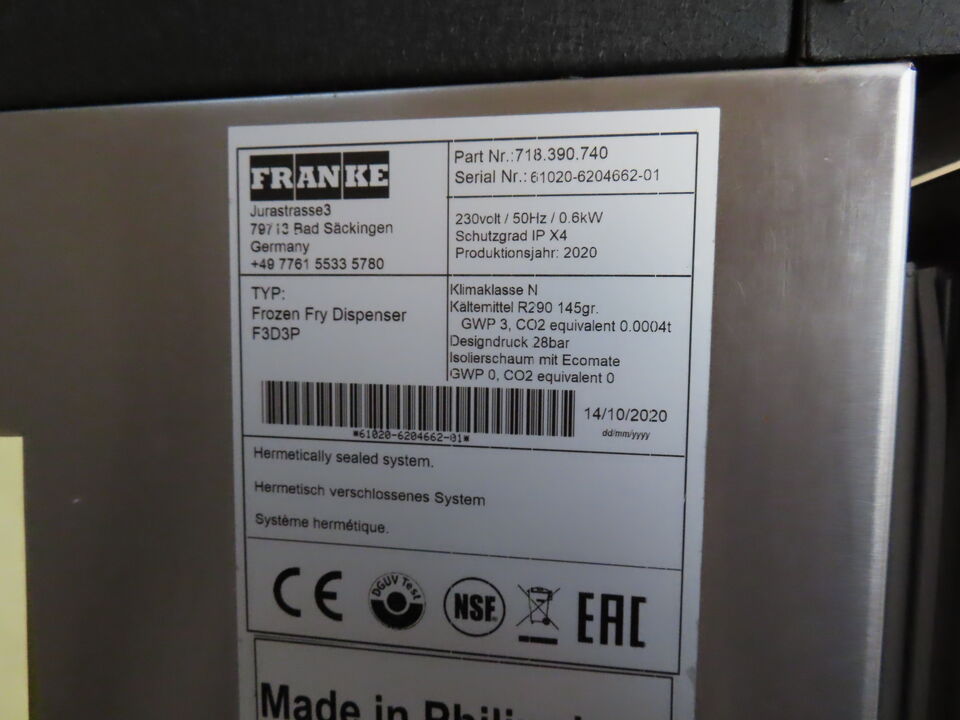 FRANKE
Jurastrasse3
79713 Bad Säckingen
Germany
+49 7761 5533 5780
Part Nr.:718.390.740
Serial Nr.: 61020-6204662-01
230volt / 50Hz / 0.6kW
Schutzgrad IP X4
Produktionsjahr: 2020
TYP:
Frozen Fry Dispenser
F3D3P
Klimaklasse N
Kältemittel R290 145gr.
GWP 3, CO2 equivalent 0.0004t
Designdruck 28bar
Isolierschaum mit Ecomate
GWP 0, CO2 equivalent 0
*61020-6204662-01*
14/10/2020
dd/mm/yyyy
Hermetically sealed system.
Hermetisch verschlossenes System
Système hermétique.
CE DGUV Test NSF EAC
Made in